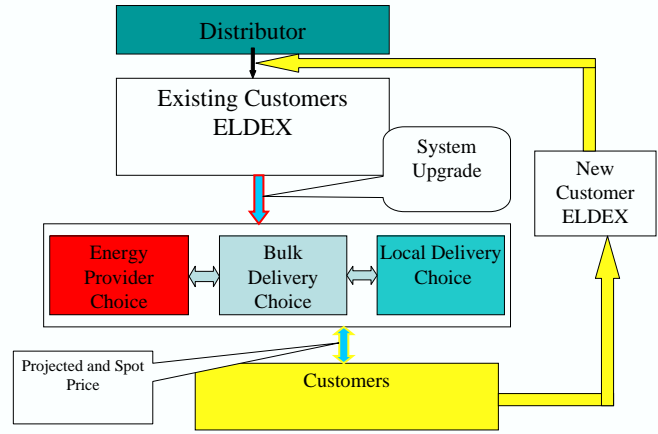 Distributor
Existing Customers
ELDEX
System
Upgrade
New
Customer
ELDEX
Energy
Provider
Choice
Bulk
Delivery
Choice
Local Delivery
Choice
Projected and Spot
Price
Customers